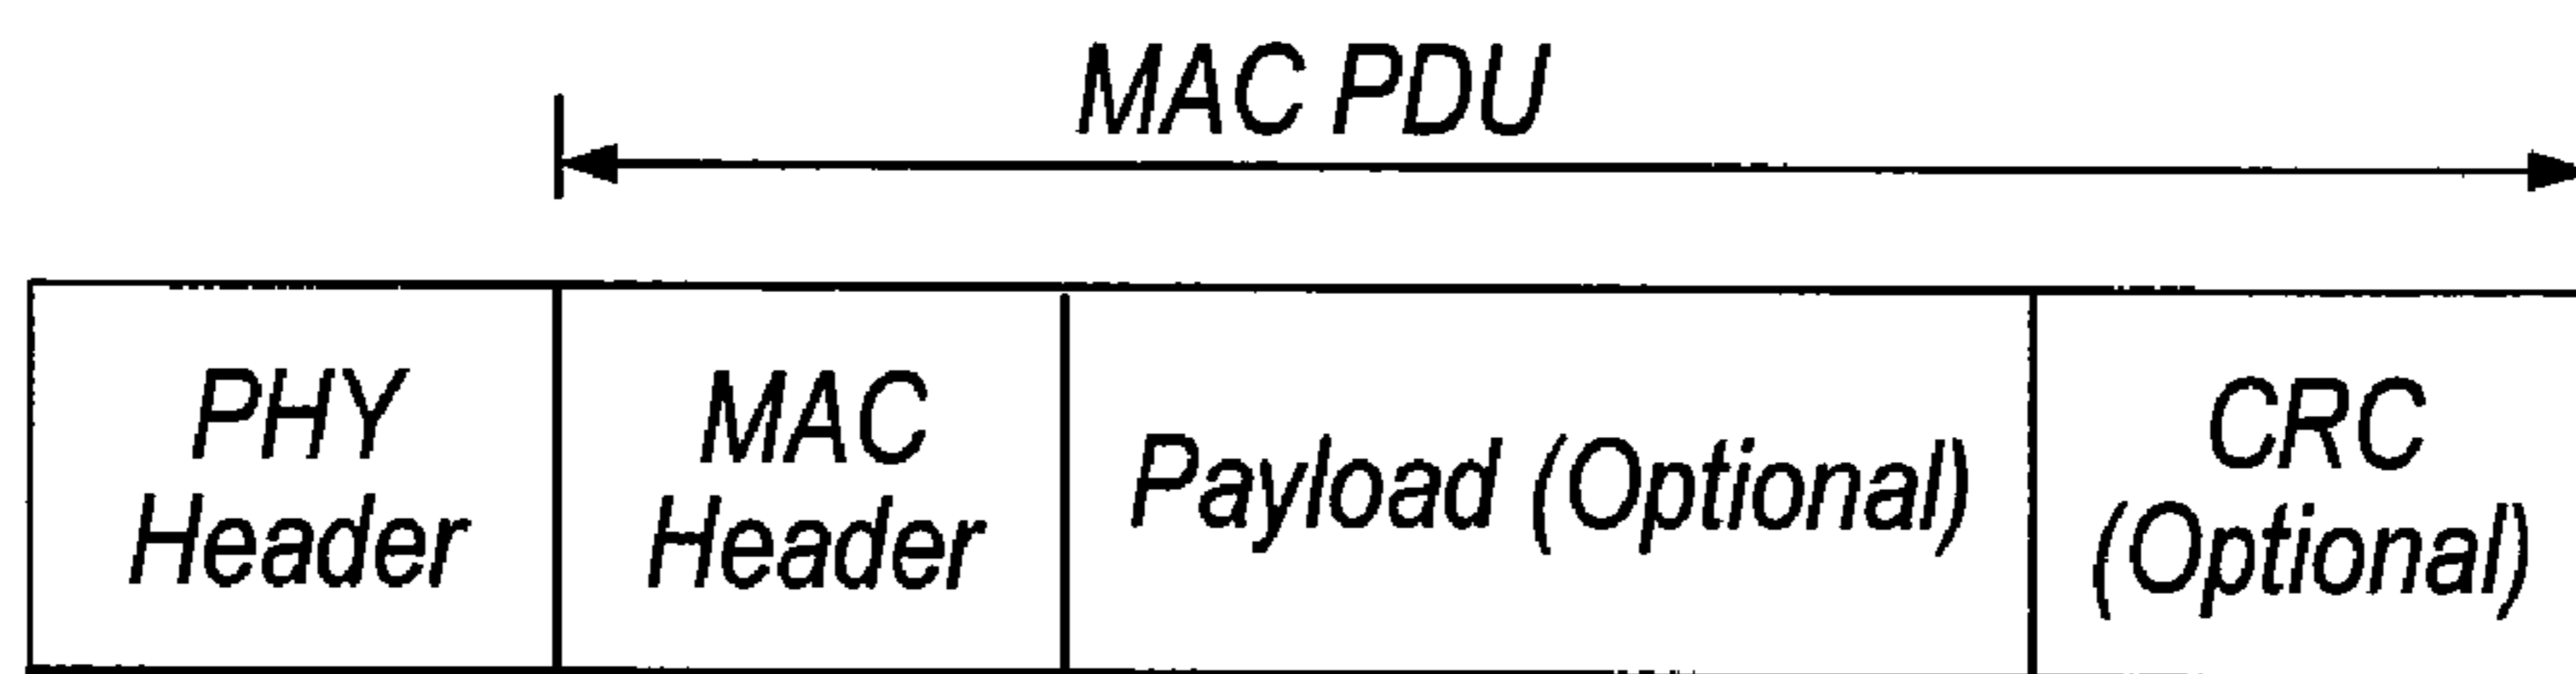 MAC PDU
PHY
Header
MAC
Header
Payload (Optional)
CRC
(Optional)